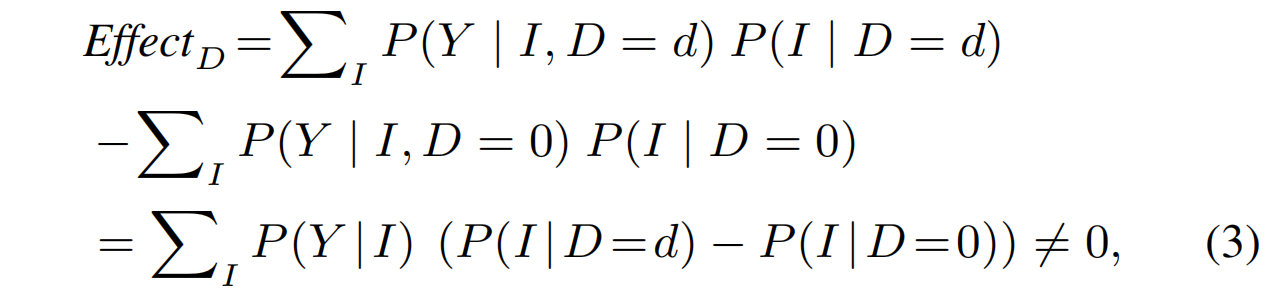 Effect_D = ∑_I P(Y | I, D = d) P(I | D = d)
−∑_I P(Y | I, D = 0) P(I | D = 0)
= ∑_I P(Y|I) (P(I|D=d) − P(I|D=0)) ≠ 0, (3)